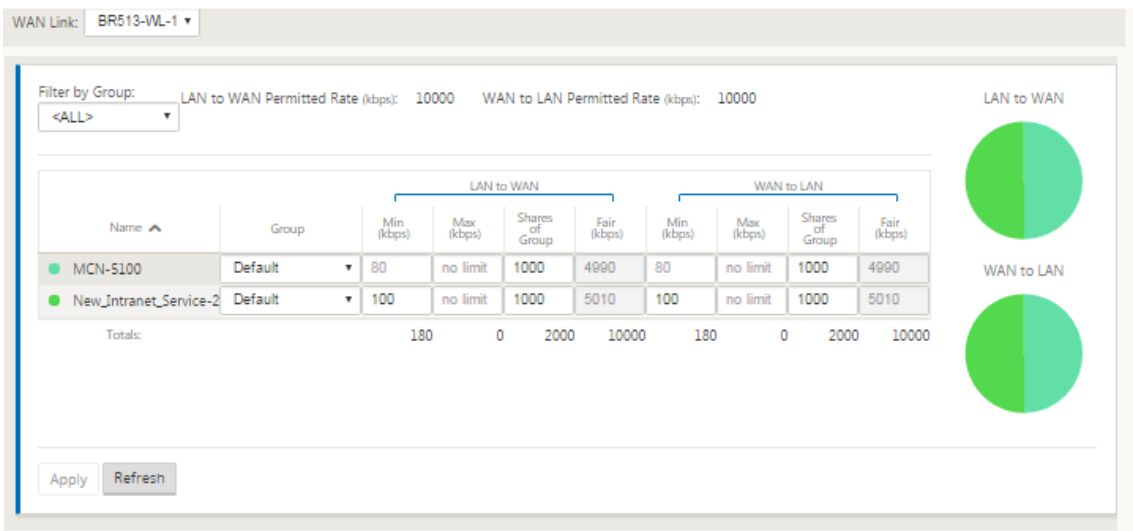 WAN Link: BR513-WL-1
Filter by Group:
<ALL>
LAN to WAN Permitted Rate (kbps): 10000 WAN to LAN Permitted Rate (kbps): 10000
LAN to WAN
LAN to WAN WAN to LAN
Name Group Min (kbps) Max (kbps) Shares of Group Fair (kbps) Min (kbps) Max (kbps) Shares of Group Fair (kbps)
MCN-5100 Default 80 no limit 1000 4990 80 no limit 1000 4990
New_Intranet_Service-2 Default 100 no limit 1000 5010 100 no limit 1000 5010
Totals: 180 0 2000 10000 180 0 2000 10000
WAN to LAN
Apply Refresh